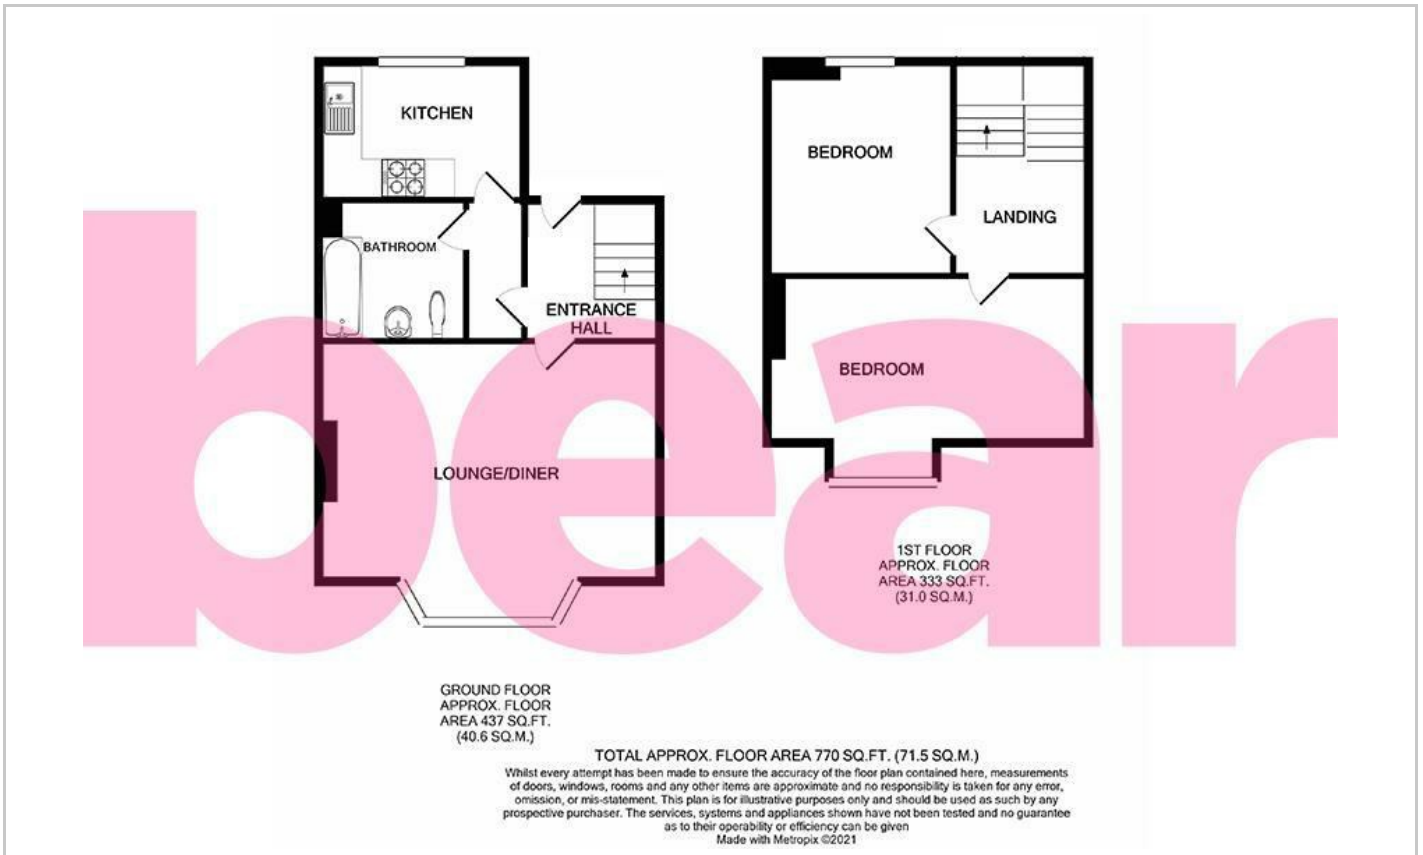 KITCHEN
BATHROOM
ENTRANCE
HALL
LOUNGE/DINER
BEDROOM
LANDING
BEDROOM
bear
1ST FLOOR
APPROX. FLOOR
AREA 333 SQ.FT.
(31.0 SQ.M.)
GROUND FLOOR
APPROX. FLOOR
AREA 437 SQ.FT.
(40.6 SQ.M.)
TOTAL APPROX. FLOOR AREA 770 SQ.FT. (71.5 SQ.M.)
Whilst every attempt has been made to ensure the accuracy of the floor plan contained here, measurements
of doors, windows, rooms and any other items are approximate and no responsibility is taken for any error,
omission, or mis-statement. This plan is for illustrative purposes only and should be used as such by any
prospective purchaser. The services, systems and appliances shown have not been tested and no guarantee
as to their operability or efficiency can be given
Made with Metropix ©2021